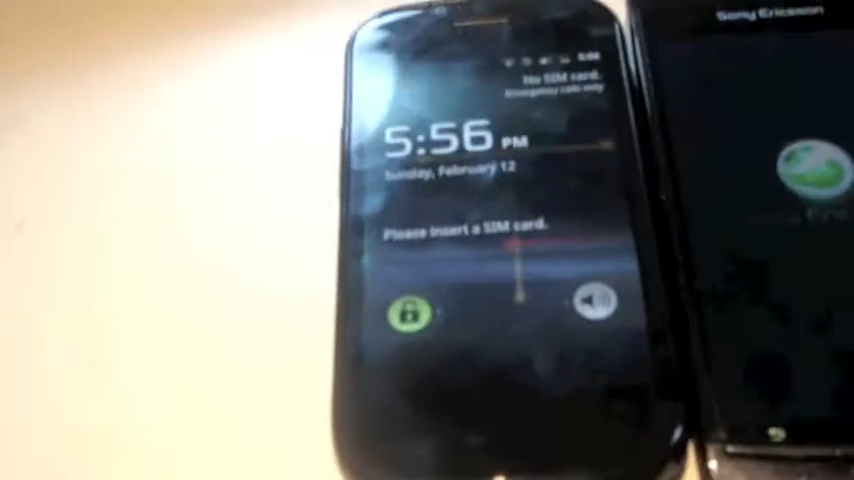 Sony Ericsson
No SIM card.
Emergency calls only
5:56 PM
Sunday, February 12
Please insert a SIM card.